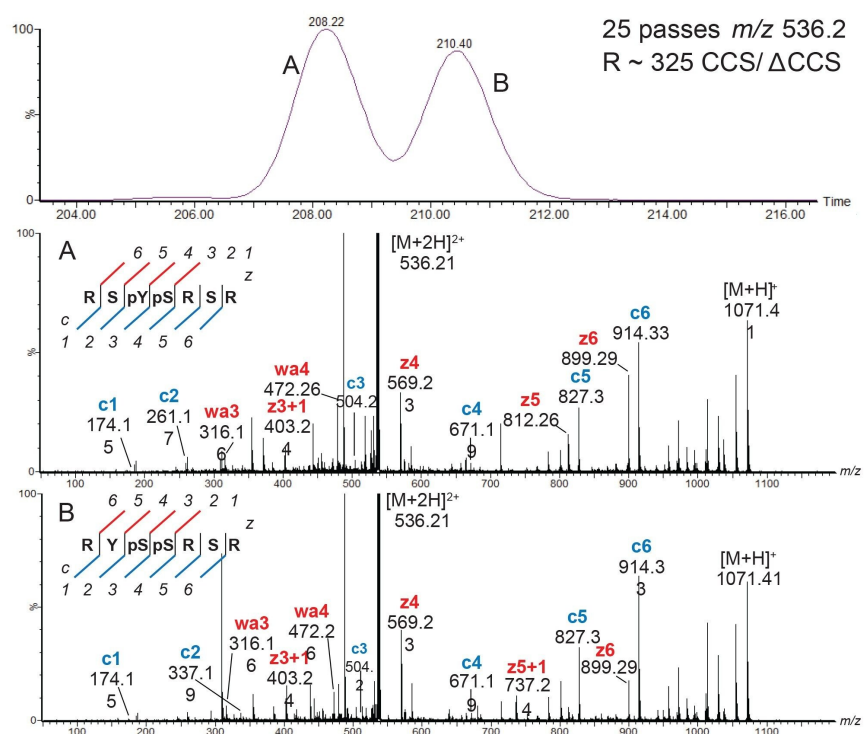 25 passes m/z 536.2
R ~ 325 CCS/ ΔCCS
100
%
0
208.22
210.40
A
B
204.00 206.00 208.00 210.00 212.00 214.00 216.00 Time
100
%
0
A
6 5 4 3 2 1
z
R S pY pS R S R
c
1 2 3 4 5 6
[M+2H]2+
536.21
[M+H]+
1071.4
1
c6
914.33
z6
899.29
c5
827.3
z5
812.26
c4
671.1
9
z4
569.2
3
c3
504.2
wa4
472.26
z3+1
403.2
4
wa3
316.1
6
c2
261.1
7
c1
174.1
5
100 200 300 400 500 600 700 800 900 1000 1100 m/z
100
%
0
B
6 5 4 3 2 1
z
R Y pS pS R S R
c
1 2 3 4 5 6
[M+2H]2+
536.21
[M+H]+
1071.41
c6
914.3
3
z6
899.29
c5
827.3
z5+1
737.2
4
c4
671.1
9
z4
569.2
3
c3
504.
2
wa4
472.2
6
z3+1
403.2
4
wa3
316.1
6
c2
337.1
9
c1
174.1
5
100 200 300 400 500 600 700 800 900 1000 1100 m/z